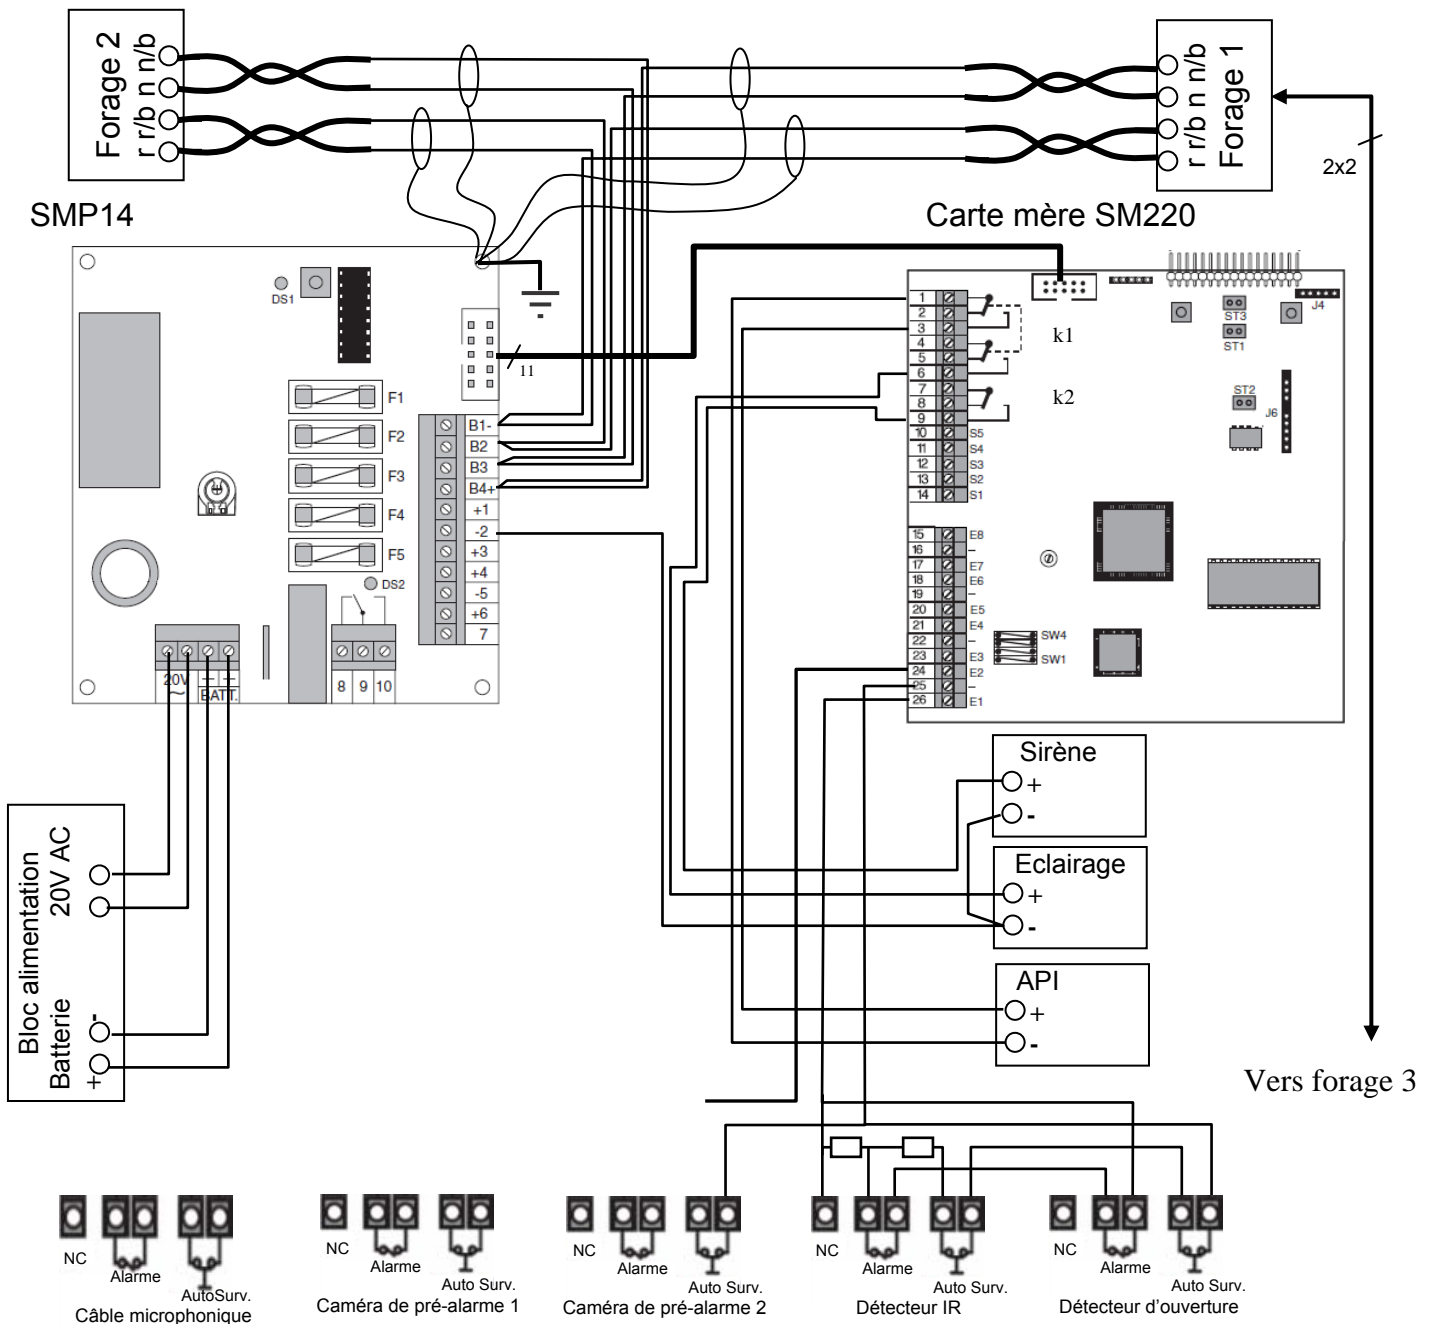 Forage 2
r r/b n n/b
r r/b n n/b
Forage 1
2x2
SMP14
Carte mère SM220
DS1
11
F1
F2
F3
F4
F5
DS2
B1-
B2
B3
B4+
+1
-2
+3
+4
-5
+6
7
20V
~
- +
BATT.
8 9 10
1
2
3
4
5
6
7
8
9
10 S5
11 S4
12 S3
13 S2
14 S1
k1
k2
15 E8
16 –
17 E7
18 E6
19 –
20 E5
21 E4
22 –
23 E3
24 E2
25 –
26 E1
ST3
ST1
J4
ST2
J6
SW4
SW1
Sirène
+
-
Eclairage
+
-
API
+
-
Bloc alimentation
Batterie 20V AC
+ -
Vers forage 3
NC
Alarme
AutoSurv.
Câble microphonique
NC
Alarme
Auto Surv.
Caméra de pré-alarme 1
NC
Alarme
Auto Surv.
Caméra de pré-alarme 2
NC
Alarme
Auto Surv.
Détecteur IR
NC
Alarme
Auto Surv.
Détecteur d'ouverture